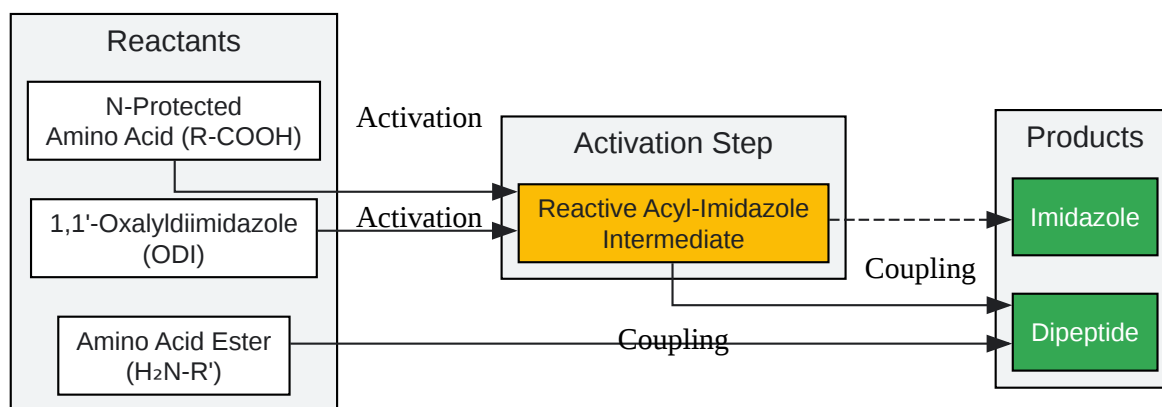 Reactants
N-Protected
Amino Acid (R-COOH)
1,1'-Oxalyldiimidazole
(ODI)
Amino Acid Ester
(H₂N-R')
Activation
Activation
Activation Step
Reactive Acyl-Imidazole
Intermediate
Coupling
Coupling
Products
Imidazole
Dipeptide